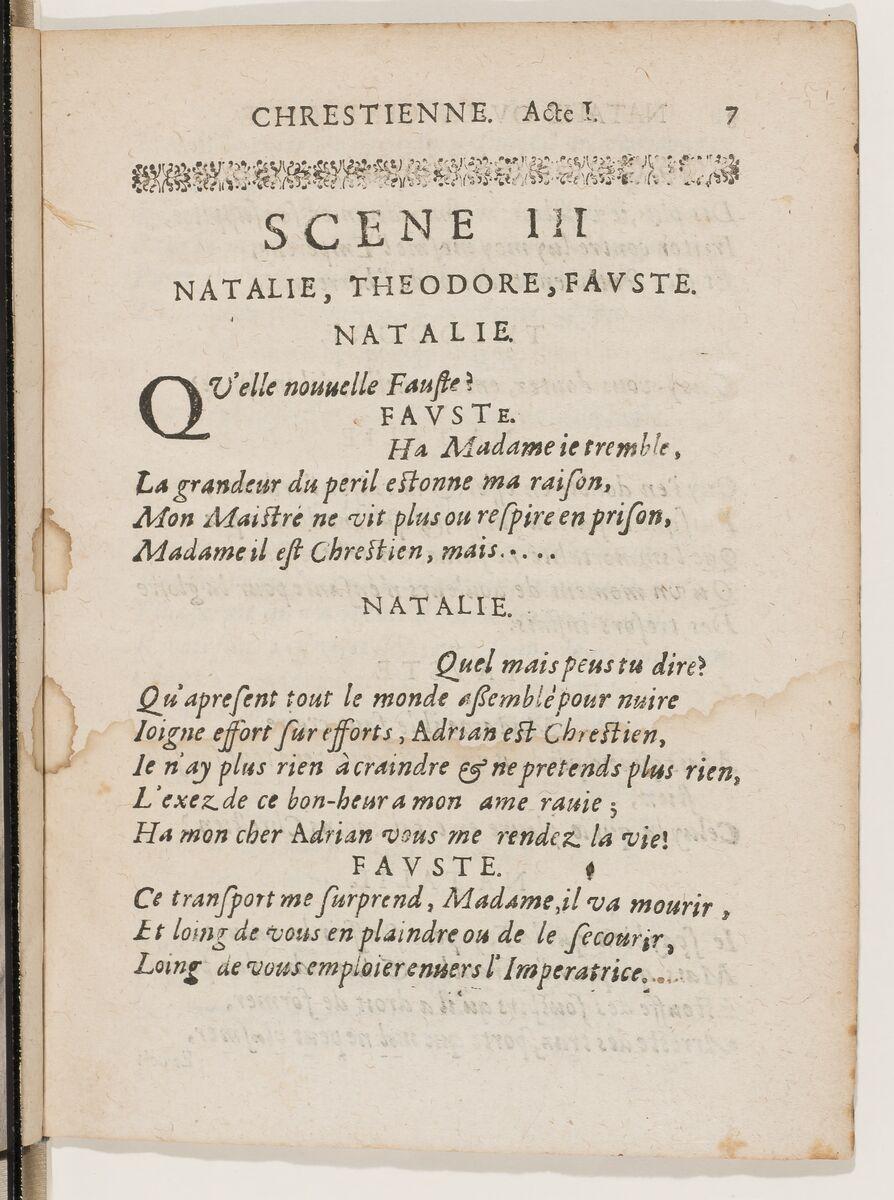 CHRESTIENNE. Acte I. 7
SCENE III
NATALIE, THEODORE, FAVSTE.
NATALIE.
QV'elle nouuelle Fauſte?
FAVSTE.
Ha Madame ie tremble,
La grandeur du peril estonne ma raiſon,
Mon Maistre ne vit plus ou reſpire en priſon,
Madame il eſt Chrestien, mais.....
NATALIE.
Quel mais peus tu dire?
Qu'apreſent tout le monde aſſemblé pour nuire
Ioigne effort ſur efforts, Adrian est Chrestien,
Ie n'ay plus rien à craindre & ne pretends plus rien,
L'exez de ce bon-heur a mon ame rauie;
Ha mon cher Adrian vous me rendez la vie!
FAVSTE.
Ce tranſport me ſurprend, Madame, il va mourir,
Et loing de vous en plaindre ou de le ſecourir,
Loing de vous emploier enuers l'Imperatrice....